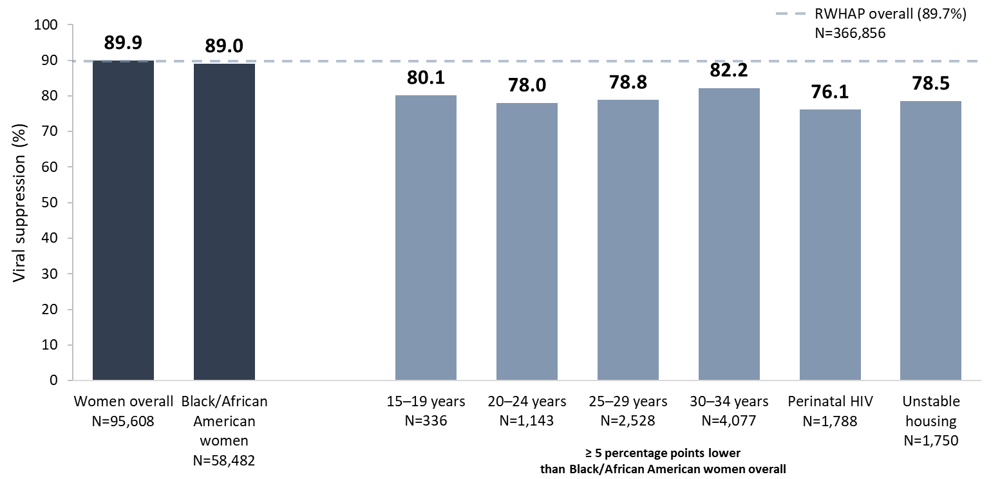 RWHAP overall (89.7%)
N=366,856
Viral suppression (%)
100
90
80
70
60
50
40
30
20
10
0
89.9
89.0
80.1
78.0
78.8
82.2
76.1
78.5
Women overall
N=95,608
Black/African
American
women
N=58,482
15–19 years
N=336
20–24 years
N=1,143
25–29 years
N=2,528
30–34 years
N=4,077
Perinatal HIV
N=1,788
Unstable
housing
N=1,750
≥ 5 percentage points lower
than Black/African American women overall